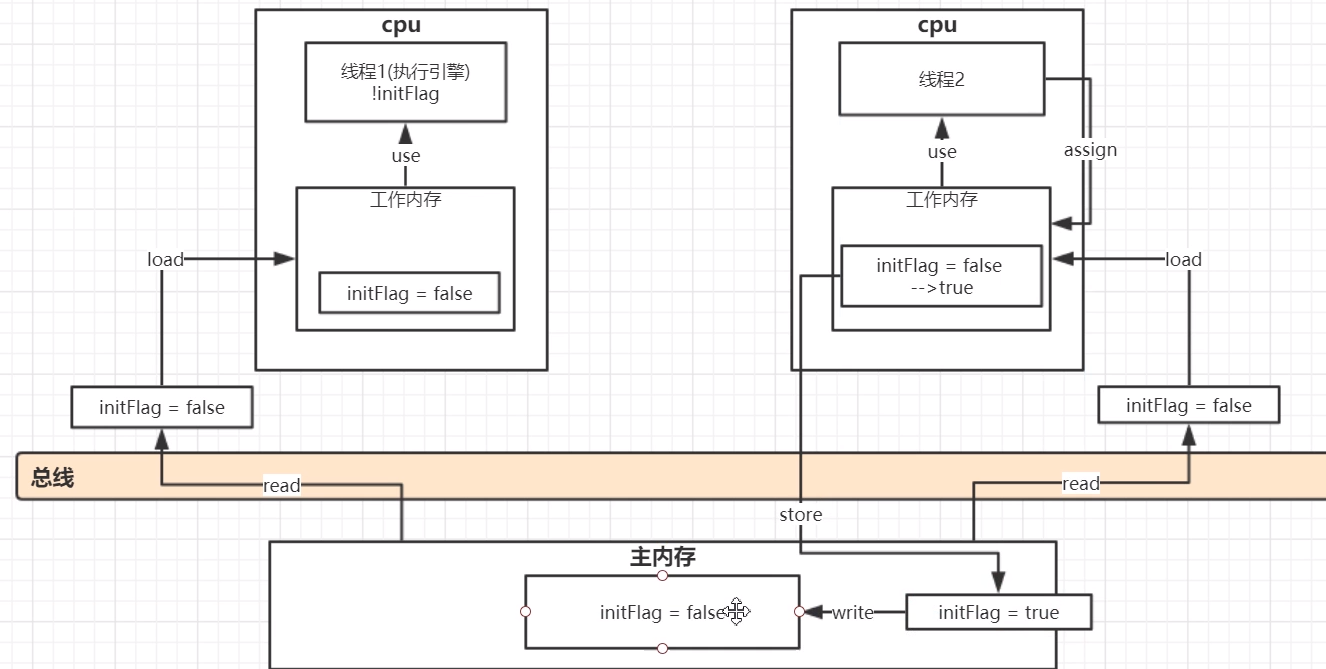 cpu
线程1(执行引擎)
!initFlag
use
工作内存
initFlag = false
load
initFlag = false
cpu
线程2
use
assign
工作内存
initFlag = false
-->true
load
initFlag = false
总线
read
read
store
主内存
initFlag = false
write
initFlag = true